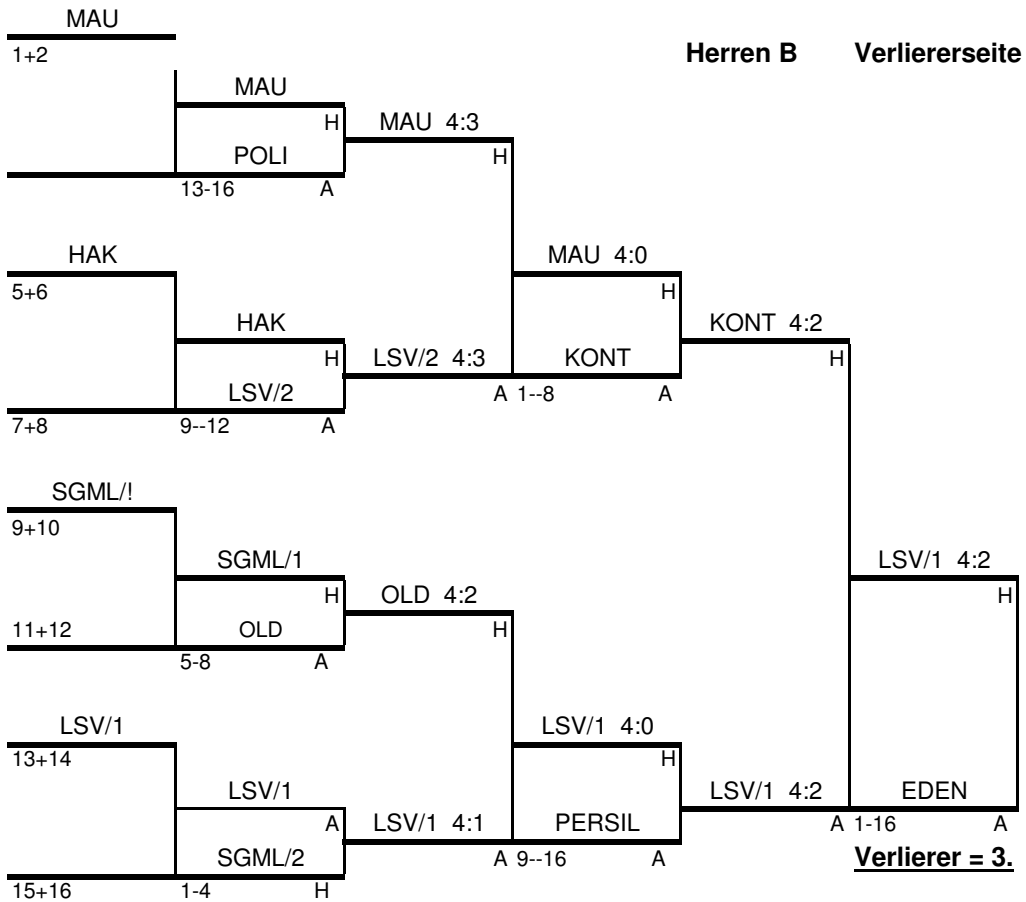 MAU
1+2
Herren B Verliererseite
MAU
H
MAU 4:3
H
POLI
13-16 A
HAK
5+6
MAU 4:0
H
HAK
H
KONT 4:2
H
LSV/2 4:3
A
KONT
1--8 A
LSV/2
7+8
9--12 A
SGML/!
9+10
SGML/1
H
LSV/1 4:2
H
OLD 4:2
H
11+12
OLD
5-8 A
LSV/1
13+14
LSV/1 4:0
H
LSV/1
A
LSV/1 4:2
A
EDEN
1-16 A
LSV/1 4:1
A
PERSIL
9--16 A
SGML/2
15+16
1-4 H
Verlierer = 3.